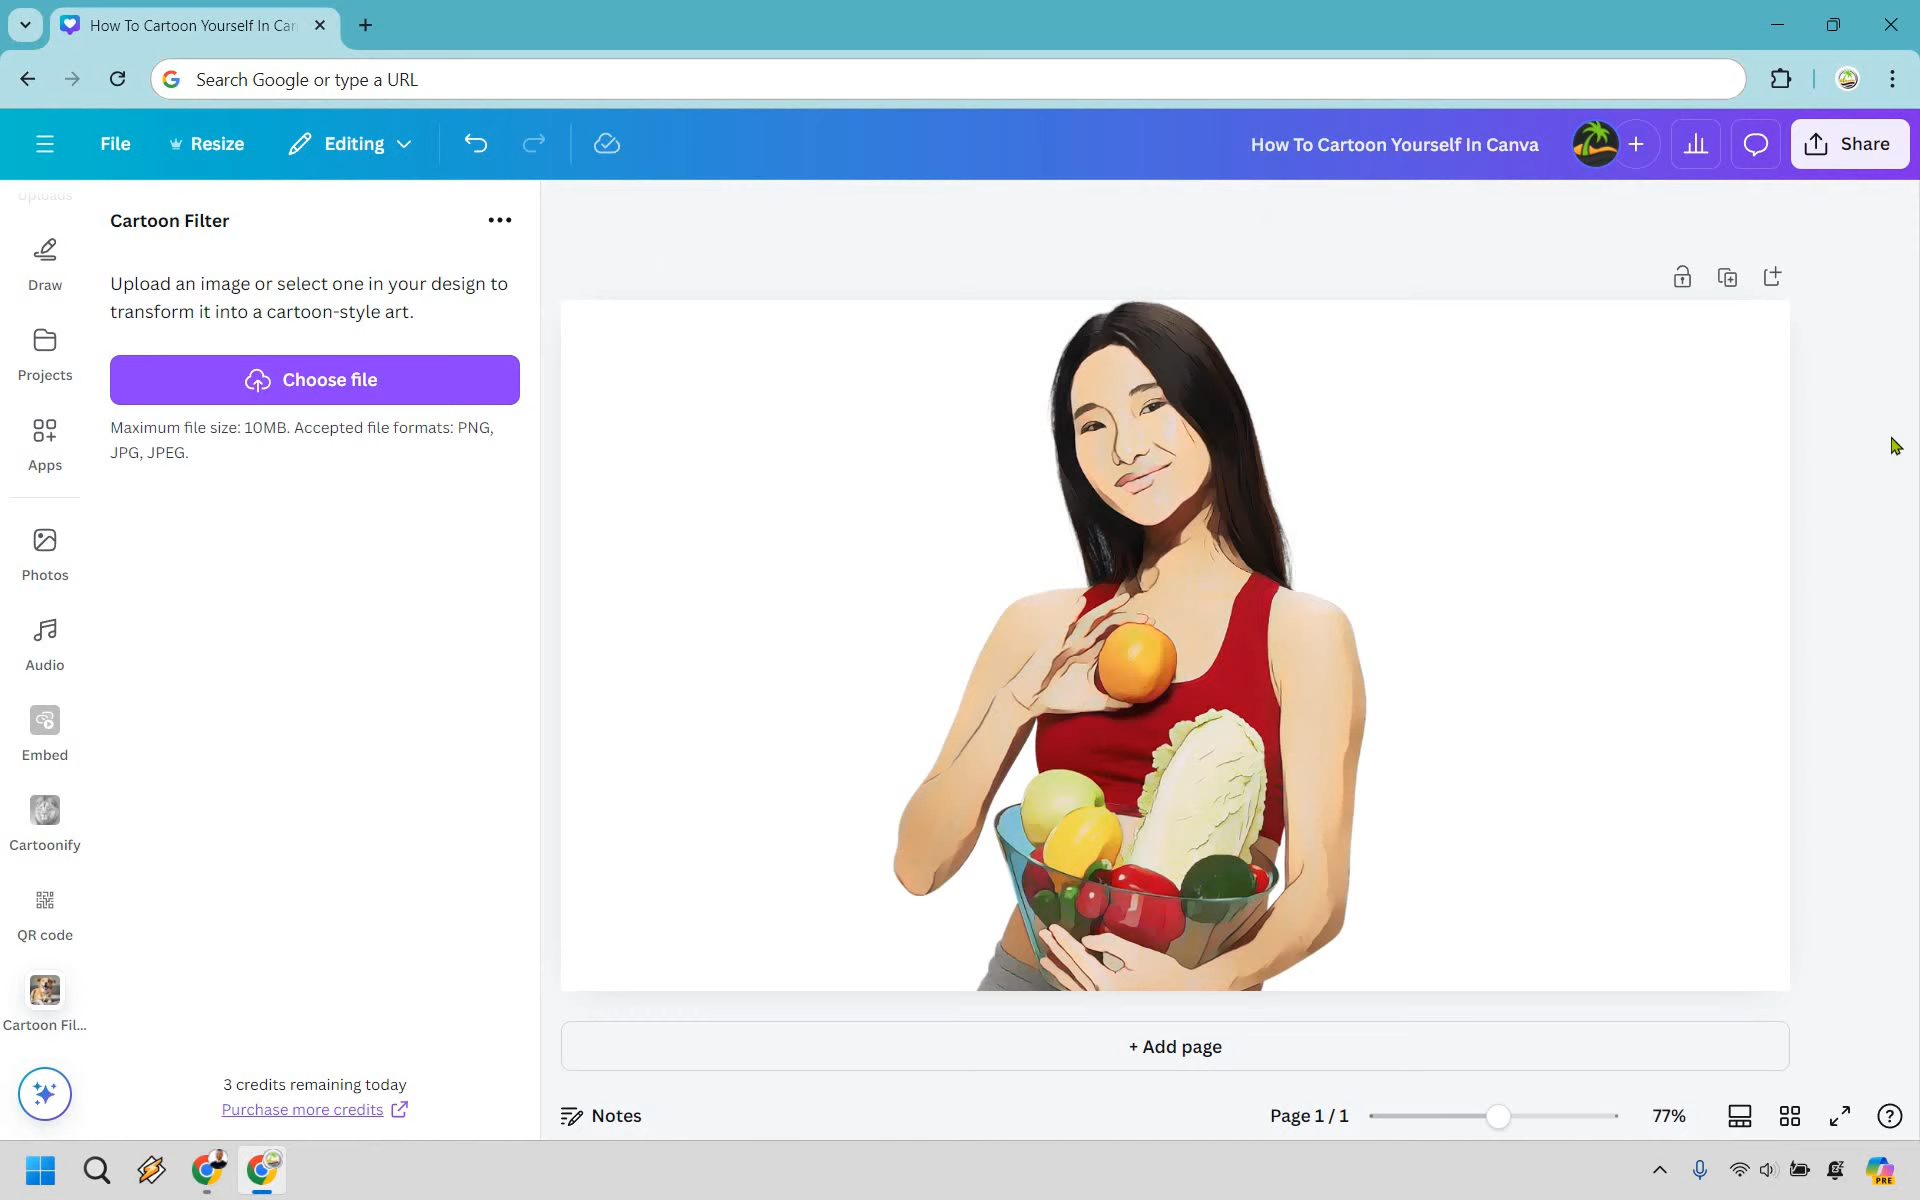 How To Cartoon Yourself In Can
Search Google or type a URL
File
Resize
Editing
How To Cartoon Yourself In Canva
Share
Uploads
Draw
Projects
Apps
Photos
Audio
Embed
Cartoonify
QR code
Cartoon Fil...
Cartoon Filter
Upload an image or select one in your design to
transform it into a cartoon-style art.
Choose file
Maximum file size: 10MB. Accepted file formats: PNG,
JPG, JPEG.
3 credits remaining today
Purchase more credits
+ Add page
Notes
Page 1 / 1
77%
PRE